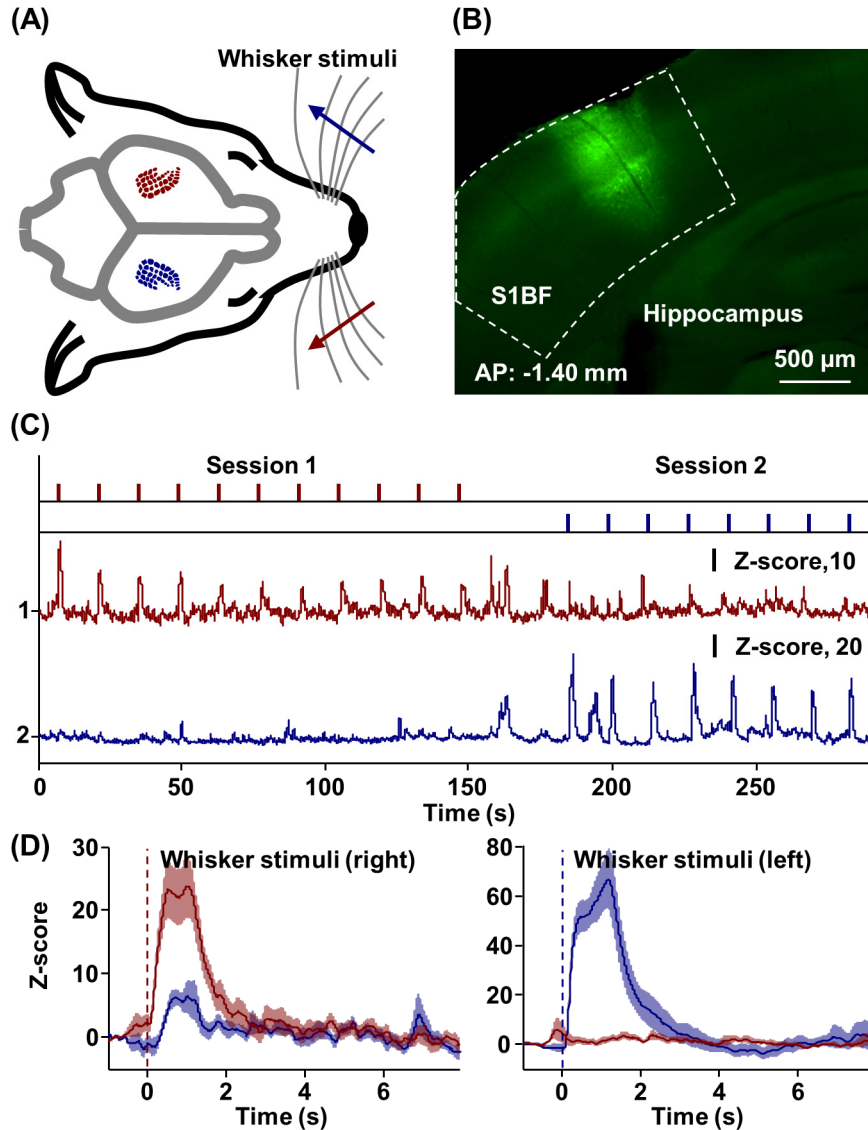 (A)
Whisker stimuli
(B)
S1BF
Hippocampus
AP: -1.40 mm
500 μm
(C)
Session 1
Session 2
Z-score,10
1
Z-score, 20
2
0
50
100
150
200
250
Time (s)
(D)
Whisker stimuli (right)
30
20
10
0
Z-score
0
2
4
6
Time (s)
Whisker stimuli (left)
80
60
40
20
0
0
2
4
6
Time (s)